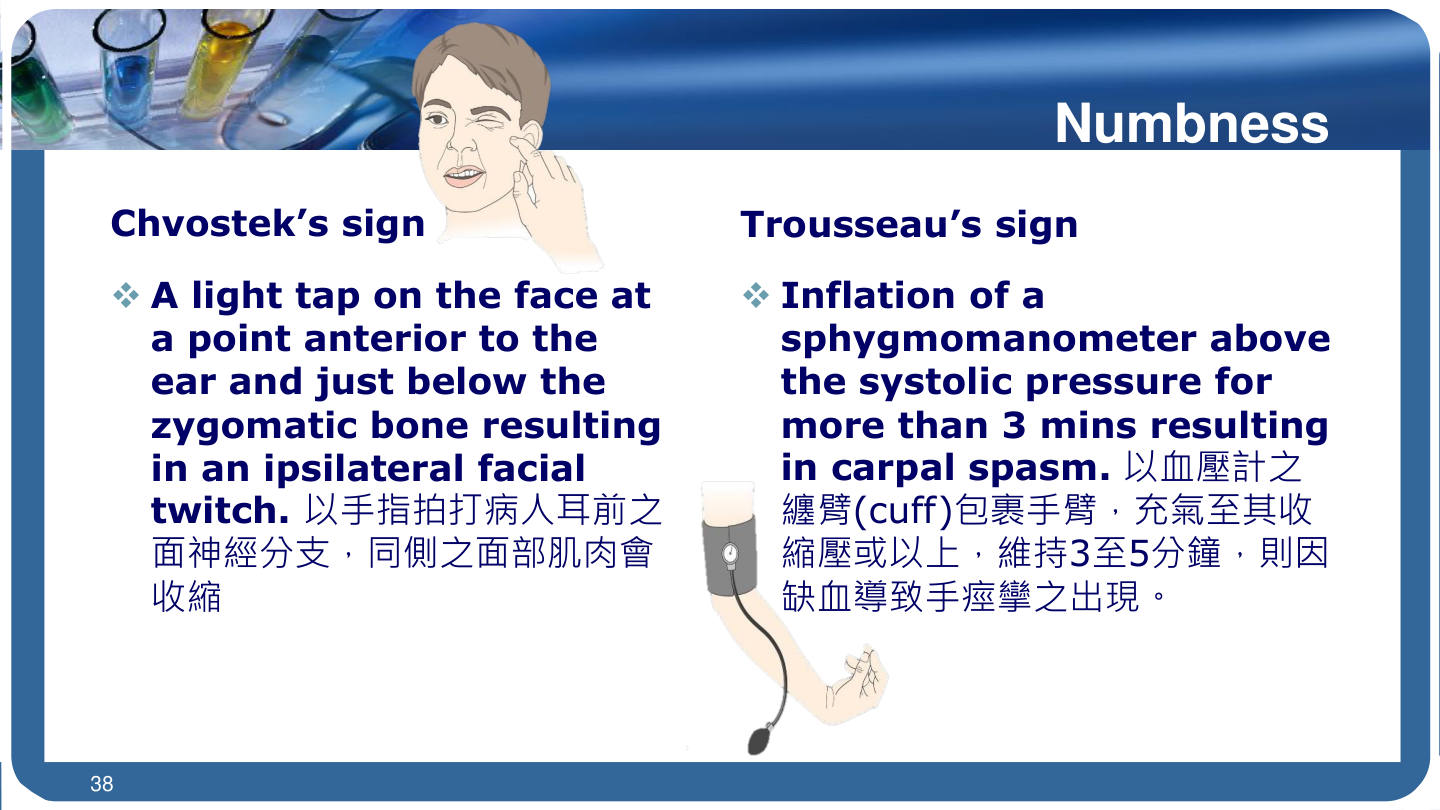 Numbness
Chvostek’s sign
❖ A light tap on the face at
a point anterior to the
ear and just below the
zygomatic bone resulting
in an ipsilateral facial
twitch. 以手指拍打病人耳前之
面神經分支，同側之面部肌肉會
收縮
Trousseau’s sign
❖ Inflation of a
sphygmomanometer above
the systolic pressure for
more than 3 mins resulting
in carpal spasm. 以血壓計之
纏臂(cuff)包裹手臂，充氣至其收
縮壓或以上，維持3至5分鐘，則因
缺血導致手痙攣之出現。
38